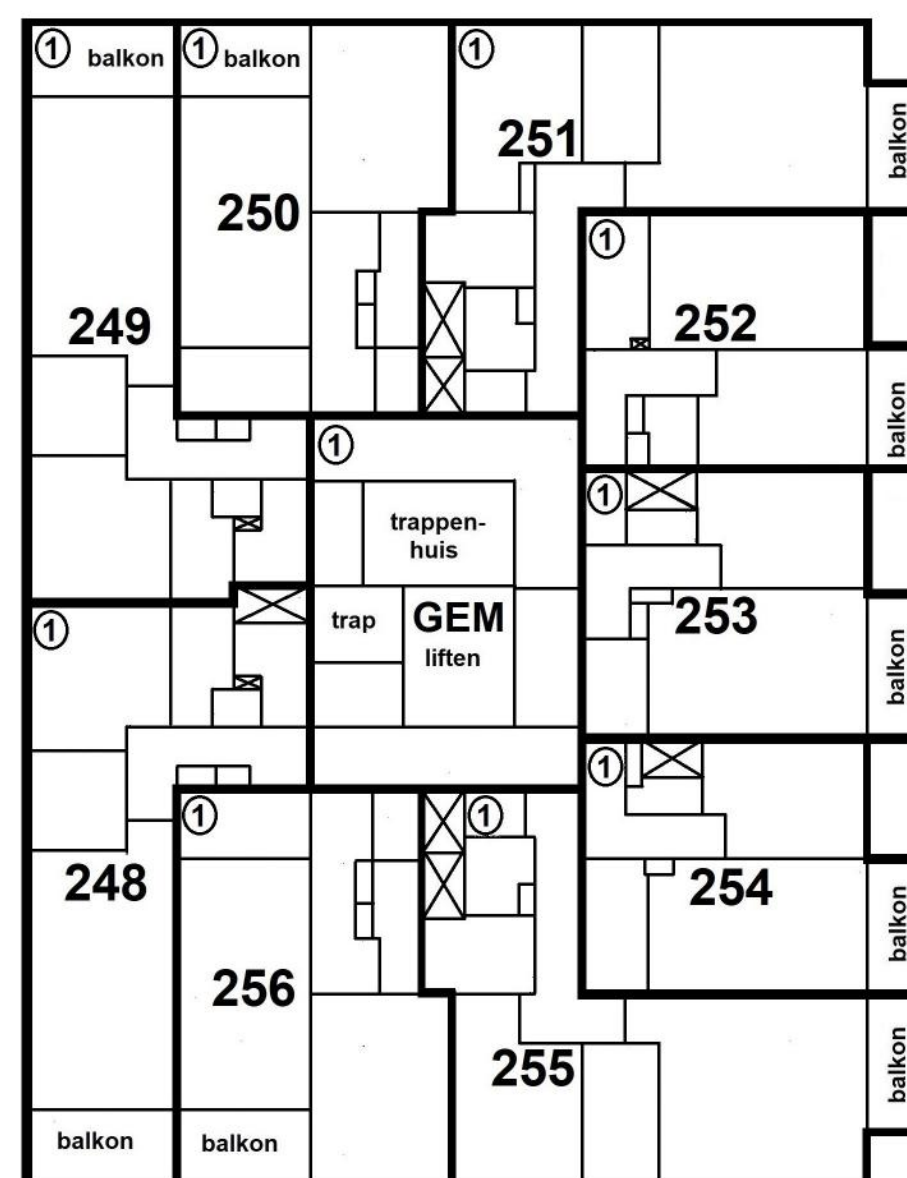 ① balkon
① balkon
①
balkon
251
250
①
252
249
balkon
①
①
trappen-
huis
trap
GEM
liften
253
①
balkon
①
①
①
248
254
balkon
256
255
balkon
balkon
balkon